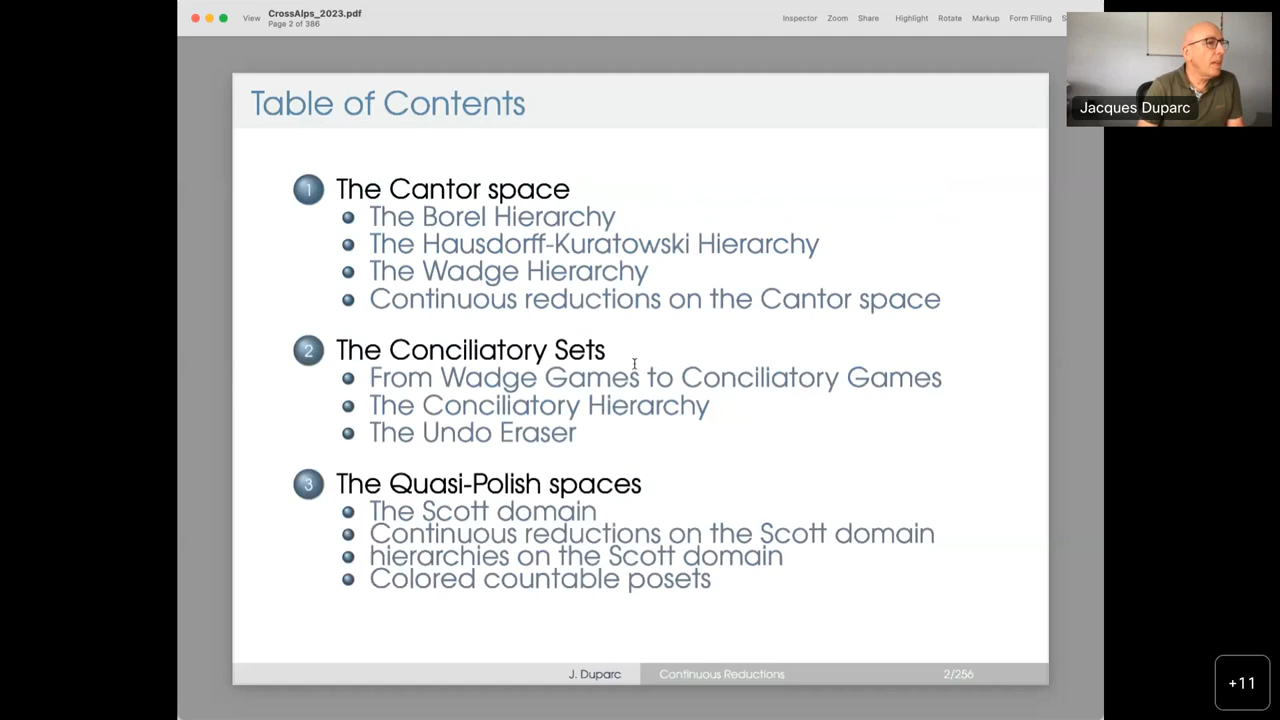 View
CrossAlps_2023.pdf
Page 2 of 386
Inspector Zoom Share Highlight Rotate Markup Form Filling
Table of Contents
Jacques Duparc
1 The Cantor space
The Borel Hierarchy
The Hausdorff-Kuratowski Hierarchy
The Wadge Hierarchy
Continuous reductions on the Cantor space
2 The Conciliatory Sets
From Wadge Games to Conciliatory Games
The Conciliatory Hierarchy
The Undo Eraser
3 The Quasi-Polish spaces
The Scott domain
Continuous reductions on the Scott domain
hierarchies on the Scott domain
Colored countable posets
J. Duparc Continuous Reductions 2/256
+11